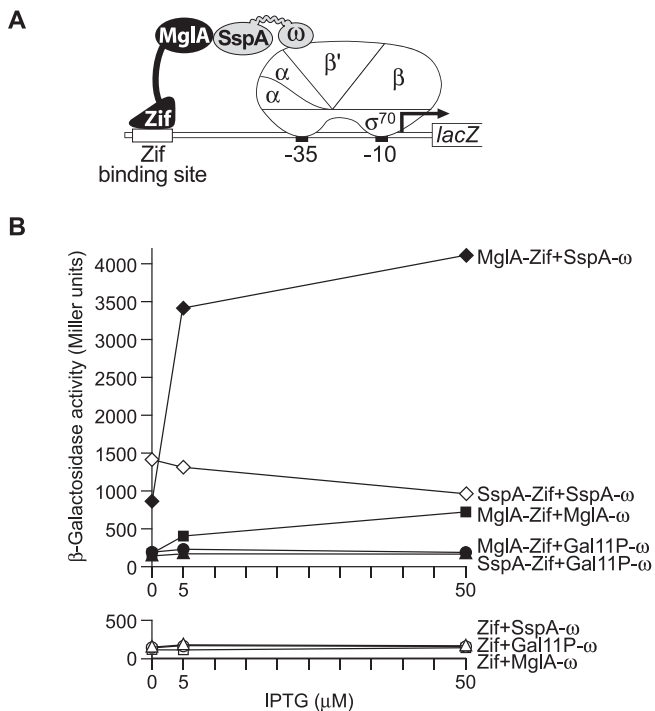 A
MglA
SspA
ω
α
α
β'
β
σ70
Zif
lacZ
Zif
binding site
-35
-10
B
β-Galactosidase activity (Miller units)
4000
3500
3000
2500
2000
1500
1000
500
0
MglA-Zif+SspA-ω
SspA-Zif+SspA-ω
MglA-Zif+MglA-ω
MglA-Zif+Gal11P-ω
SspA-Zif+Gal11P-ω
0 5 50
500
0
Zif+SspA-ω
Zif+Gal11P-ω
Zif+MglA-ω
0 5 50
IPTG (μM)